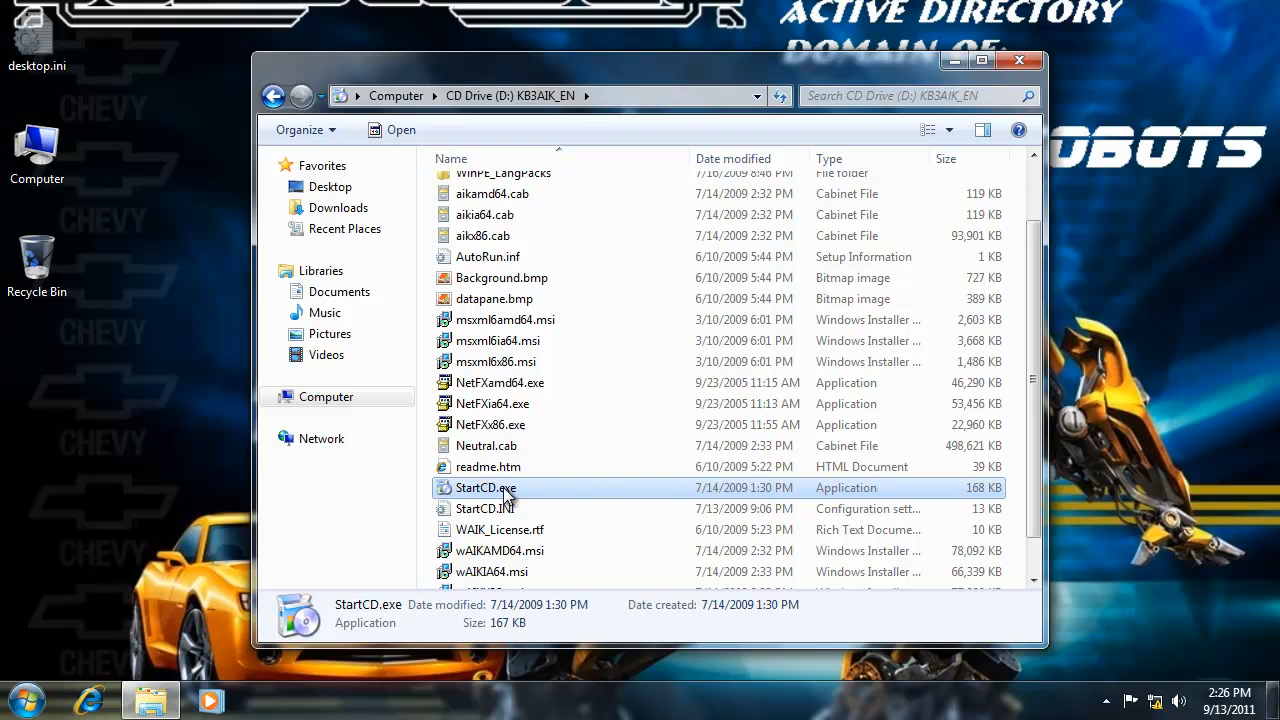 ACTIVE DIRECTORY
DOMAIN OF:
OBOTS
CHEVY
CHEVY
CHEVY
CHEVY
CHEVY
CHEVY
desktop.ini
Computer
Recycle Bin
Computer
CD Drive (D:) KB3AIK_EN
Search CD Drive (D:) KB3AIK_EN
Organize
Open
Favorites
Desktop
Downloads
Recent Places
Libraries
Documents
Music
Pictures
Videos
Computer
Network
Name Date modified Type Size
WinPE_LangPacks 7/16/2009 8:46 PM File folder
aikamd64.cab 7/14/2009 2:32 PM Cabinet File 119 KB
aikia64.cab 7/14/2009 2:32 PM Cabinet File 119 KB
aikx86.cab 7/14/2009 2:32 PM Cabinet File 93,901 KB
AutoRun.inf 6/10/2009 5:44 PM Setup Information 1 KB
Background.bmp 6/10/2009 5:44 PM Bitmap image 727 KB
datapane.bmp 6/10/2009 5:44 PM Bitmap image 389 KB
msxml6amd64.msi 3/10/2009 6:01 PM Windows Installer ... 2,603 KB
msxml6ia64.msi 3/10/2009 6:01 PM Windows Installer ... 3,668 KB
msxml6x86.msi 3/10/2009 6:01 PM Windows Installer ... 1,486 KB
NetFXamd64.exe 9/23/2005 11:15 AM Application 46,290 KB
NetFXia64.exe 9/23/2005 11:13 AM Application 53,456 KB
NetFXx86.exe 9/23/2005 11:55 AM Application 22,960 KB
Neutral.cab 7/14/2009 2:33 PM Cabinet File 498,621 KB
readme.htm 6/10/2009 5:22 PM HTML Document 39 KB
StartCD.exe 7/14/2009 1:30 PM Application 168 KB
StartCD.INI 7/13/2009 9:06 PM Configuration sett... 13 KB
WAIK_License.rtf 6/10/2009 5:23 PM Rich Text Docume... 10 KB
wAIKAMD64.msi 7/14/2009 2:32 PM Windows Installer ... 78,092 KB
wAIKIA64.msi 7/14/2009 2:33 PM Windows Installer ... 66,339 KB
StartCD.exe Date modified: 7/14/2009 1:30 PM Date created: 7/14/2009 1:30 PM
Application Size: 167 KB
2:26 PM
9/13/2011